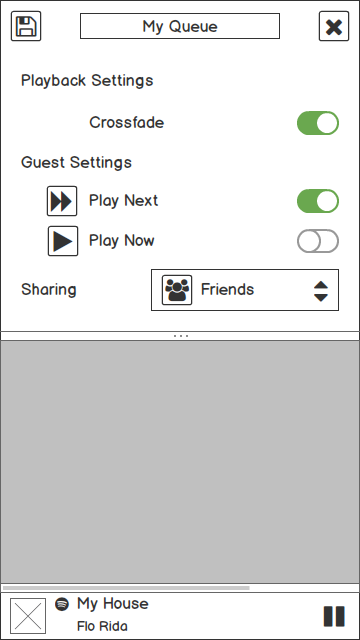 My Queue
Playback Settings
Crossfade
Guest Settings
Play Next
Play Now
Sharing
Friends
My House
Flo Rida